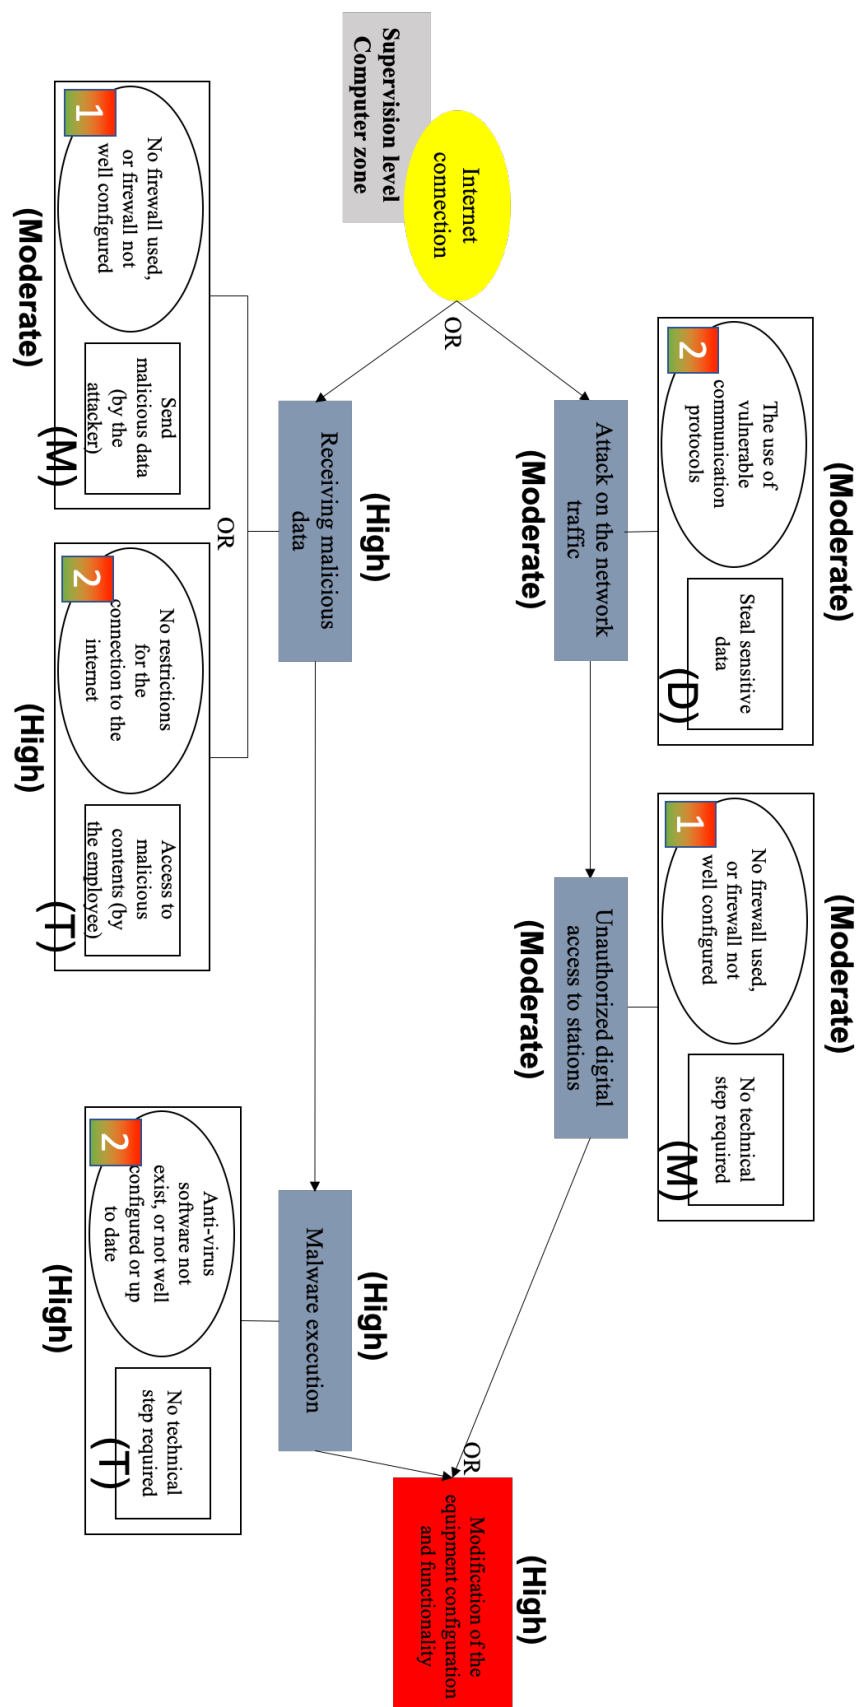 (Moderate)
(Moderate)
The use of
vulnerable
communication
protocols
2
Steal sensitive
data
(D)
No firewall used,
or firewall not
well configured
1
No technical
step required
(M)
Attack on the network
traffic
(Moderate)
Unauthorized digital
access to stations
(Moderate)
Internet
connection
OR
Supervision level
Computer zone
(High)
OR
Modification of the
equipment configuration
and functionality
(High)
Receiving malicious
data
(High)
Malware execution
OR
No firewall used,
or firewall not
well configured
1
Send
malicious data
(by the
attacker)
(M)
(Moderate)
No restrictions
for the
connection to the
internet
2
Access to
malicious
contents (by
the employee)
(T)
(High)
Anti-virus
software not
exist, or not well
configured or up
to date
2
No technical
step required
(T)
(High)